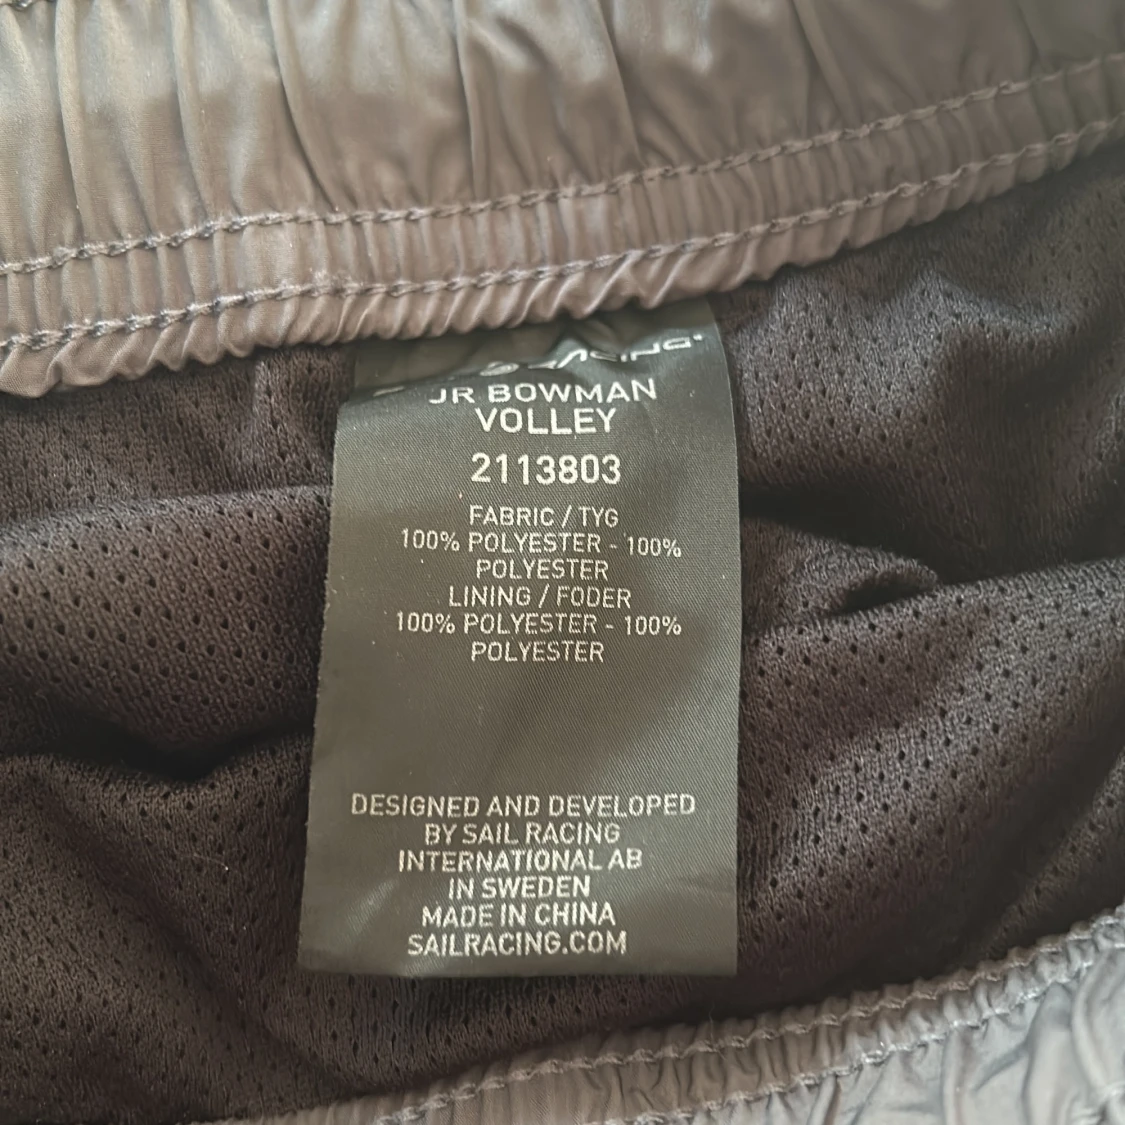 RACING
JR BOWMAN
VOLLEY
2113803
FABRIC / TYG
100% POLYESTER - 100%
POLYESTER
LINING / FODER
100% POLYESTER - 100%
POLYESTER
DESIGNED AND DEVELOPED
BY SAIL RACING
INTERNATIONAL AB
IN SWEDEN
MADE IN CHINA
SAILRACING.COM